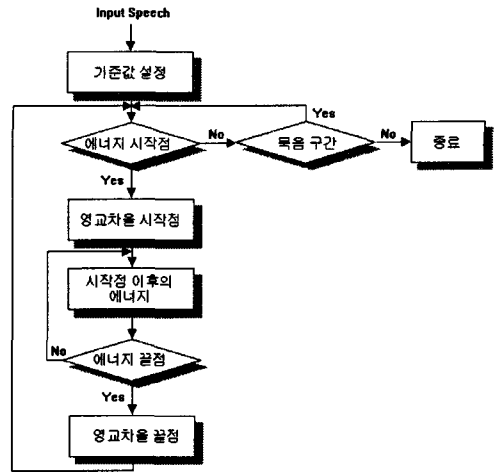 Input Speech
기준값 설정
Yes
에너지 시작점
No
묵음 구간
No
종료
Yes
영교차율 시작점
시작점 이후의
에너지
No
에너지 끝점
Yes
영교차율 끝점